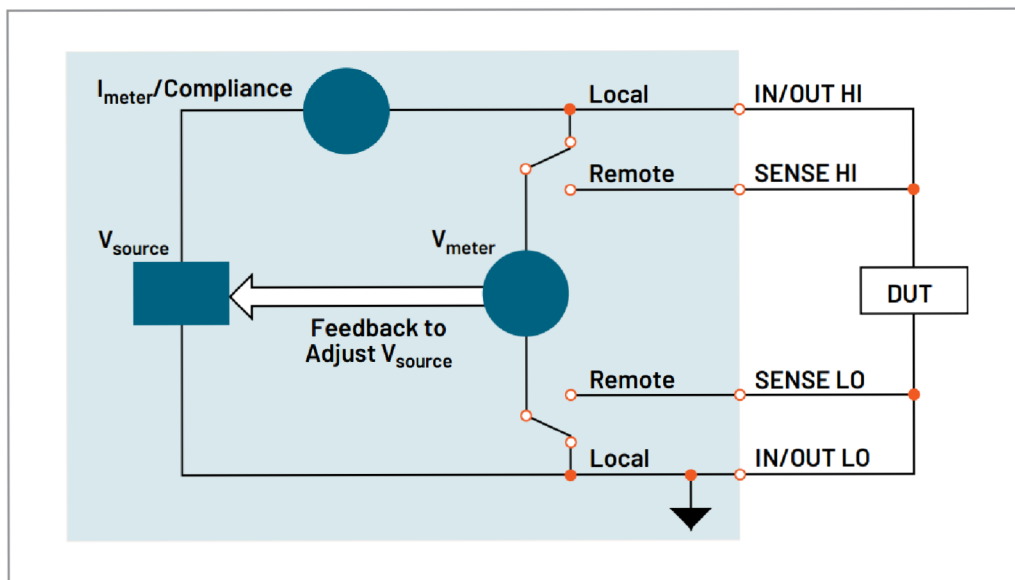 I_meter/Compliance
Local
IN/OUT HI
Remote
SENSE HI
V_source
V_meter
DUT
Feedback to
Adjust V_source
Remote
SENSE LO
Local
IN/OUT LO